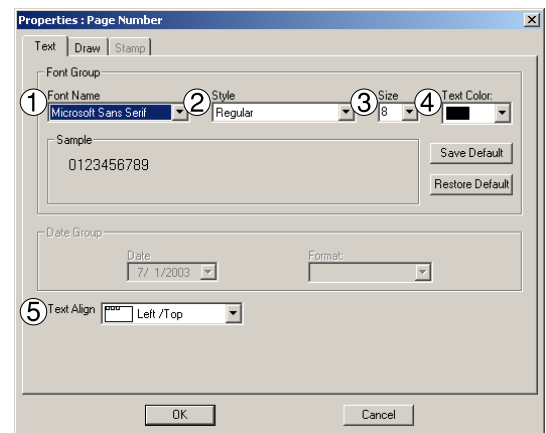 Properties : Page Number
Text Draw Stamp
Font Group
① Font Name ② Style ③ Size ④ Text Color:
Microsoft Sans Serif Regular 8
Sample
0123456789
Save Default
Restore Default
Date Group
Date Format:
7/ 1/2003
⑤ Text Align Left /Top
OK Cancel